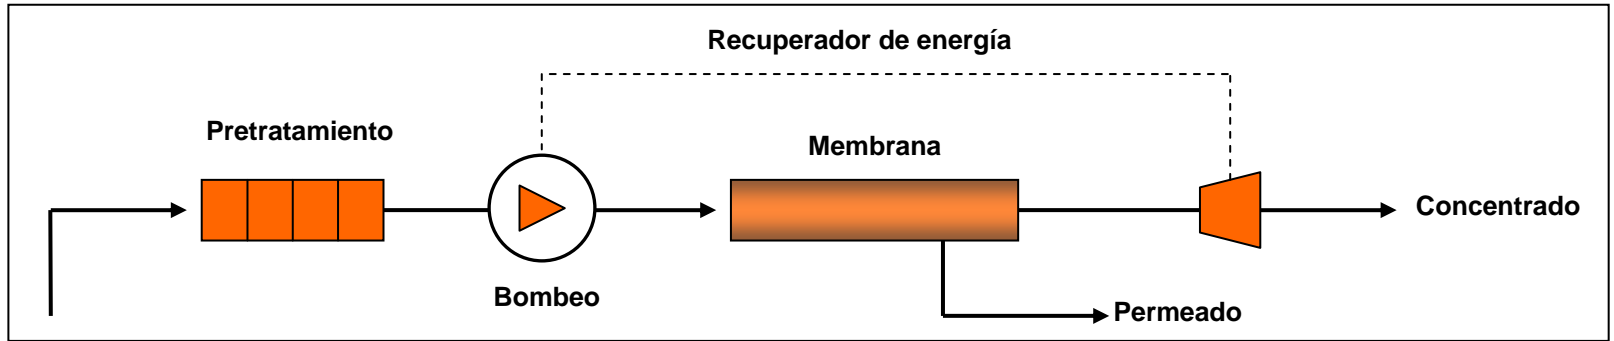 Recuperador de energía
Pretratamiento
Membrana
Concentrado
Bombeo
Permeado